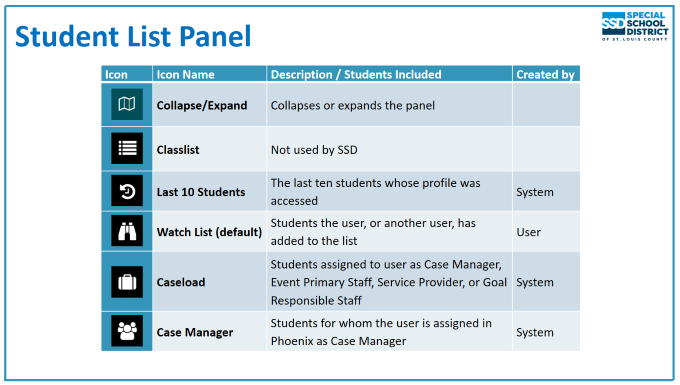 Student List Panel
SSD
SPECIAL
SCHOOL
DISTRICT
OF ST. LOUIS COUNTY
Icon Icon Name Description / Students Included Created by
Collapse/Expand Collapses or expands the panel
Classlist Not used by SSD
Last 10 Students The last ten students whose profile was
accessed System
Watch List (default) Students the user, or another user, has
added to the list User
Caseload Students assigned to user as Case Manager,
Event Primary Staff, Service Provider, or Goal
Responsible Staff System
Case Manager Students for whom the user is assigned in
Phoenix as Case Manager System